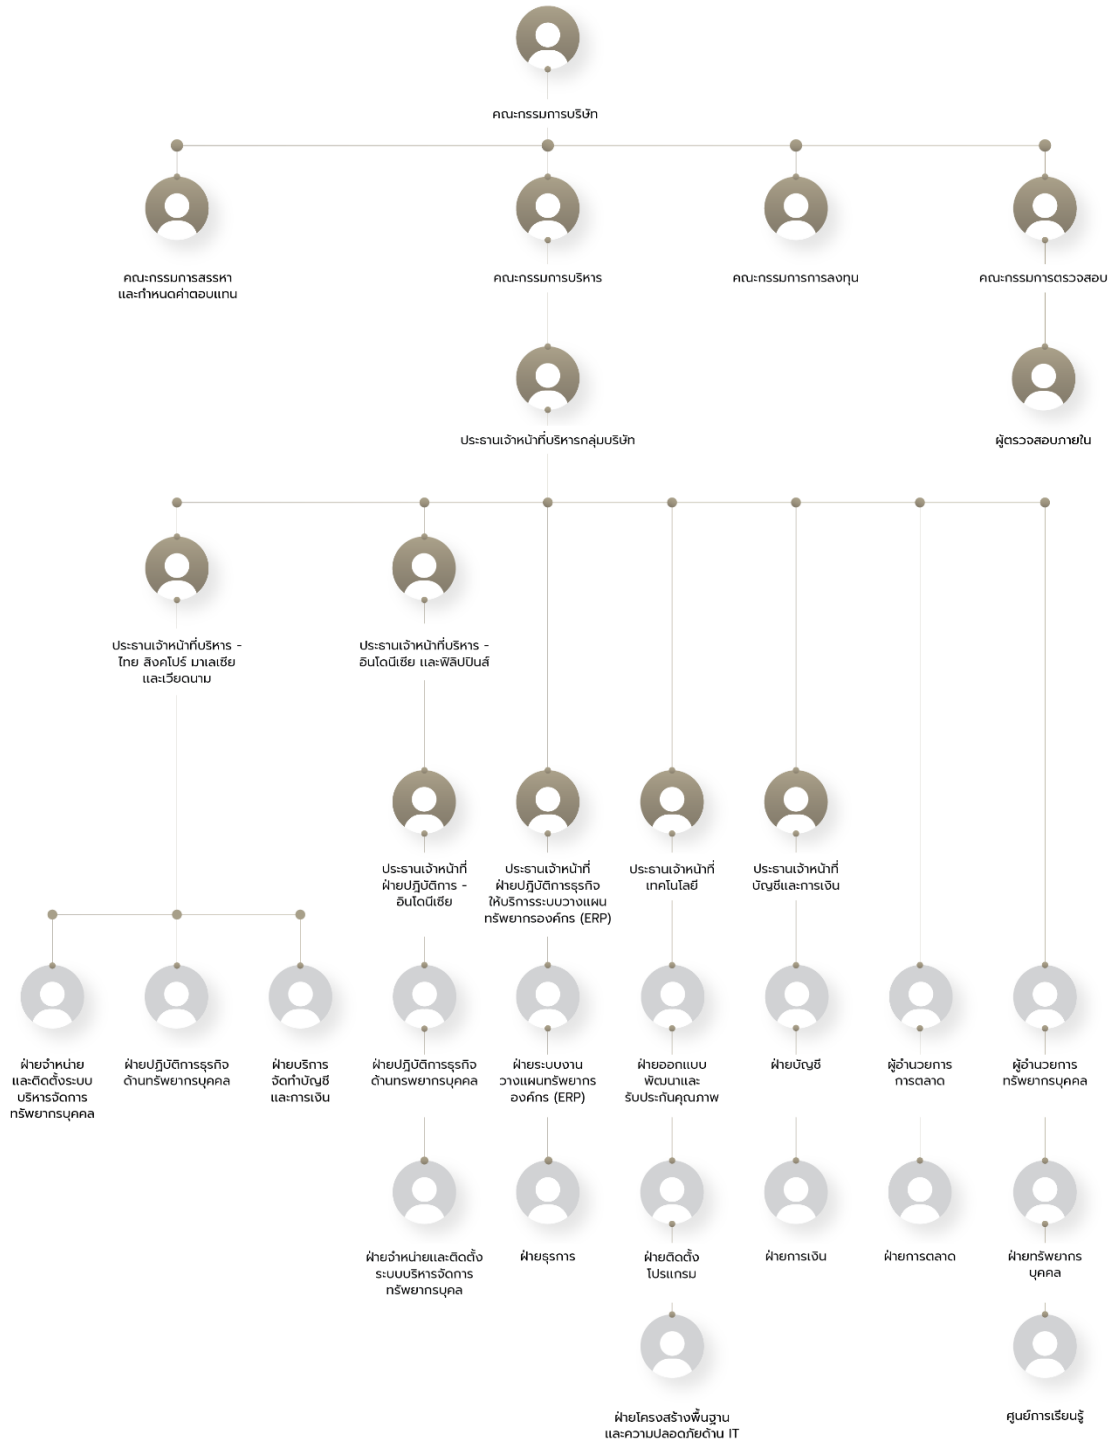 คณะกรรมการบริษัท
คณะกรรมการสรรหา
และกำหนดค่าตอบแทน
คณะกรรมการบริหาร
คณะกรรมการการลงทุน
คณะกรรมการตรวจสอบ
ประธานเจ้าหน้าที่บริหารกลุ่มบริษัท
ผู้ตรวจสอบภายใน
ประธานเจ้าหน้าที่บริหาร -
ไทย สิงคโปร์ มาเลเซีย
และเวียดนาม
ประธานเจ้าหน้าที่บริหาร -
อินโดนีเซีย และฟิลิปปินส์
ประธานเจ้าหน้าที่
ฝ่ายปฎิบัติการ -
อินโดนีเซีย
ประธานเจ้าหน้าที่
ฝ่ายปฎิบัติการธุรกิจ
ให้บริการระบบวางแผน
ทรัพยากรองค์กร (ERP)
ประธานเจ้าหน้าที่
เทคโนโลยี
ประธานเจ้าหน้าที่
บัญชีและการเงิน
ฝ่ายจำหน่าย
และติดตั้งระบบ
บริหารจัดการ
ทรัพยากรบุคคล
ฝ่ายปฏิบัติการธุรกิจ
ด้านทรัพยากรบุคคล
ฝ่ายบริการ
จัดทำบัญชี
และการเงิน
ฝ่ายปฎิบัติการธุรกิจ
ด้านทรพยากรบุคคล
ฝ่ายระบบงาน
วางแผนทรัพยากร
องค์กร (ERP)
ฝ่ายออกแบบ
พัฒนาและ
รับประกันคุณภาพ
ฝ่ายบัญชี
ผู้อำนวยการ
การตลาด
ผู้อำนวยการ
ทรัพยากรบุคคล
ฝ่ายจำหน่ายและติดตั้ง
ระบบบริหารจัดการ
ทรัพยากรบุคล
ฝ่ายธุรการ
ฝ่ายติดตั้ง
โปรแกรม
ฝ่ายการเงิน
ฝ่ายการตลาด
ฝ่ายทรัพยากร
บุคคล
ฝ่ายโครงสร้างพื้นฐาน
และความปลอดภัยด้าน IT
ศูนย์การเรียนรู้